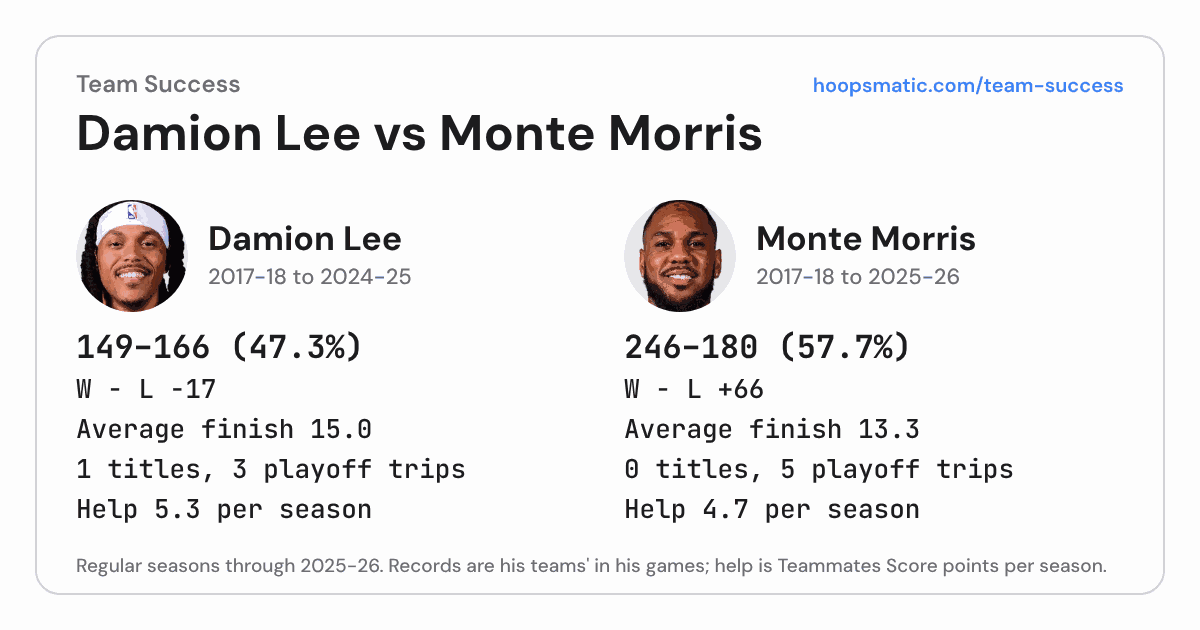 Team Success
hoopsmatic.com/team-success
Damion Lee vs Monte Morris
Damion Lee
2017-18 to 2024-25
149-166 (47.3%)
W - L -17
Average finish 15.0
1 titles, 3 playoff trips
Help 5.3 per season
Monte Morris
2017-18 to 2025-26
246-180 (57.7%)
W - L +66
Average finish 13.3
0 titles, 5 playoff trips
Help 4.7 per season
Regular seasons through 2025-26. Records are his teams' in his games; help is Teammates Score points per season.